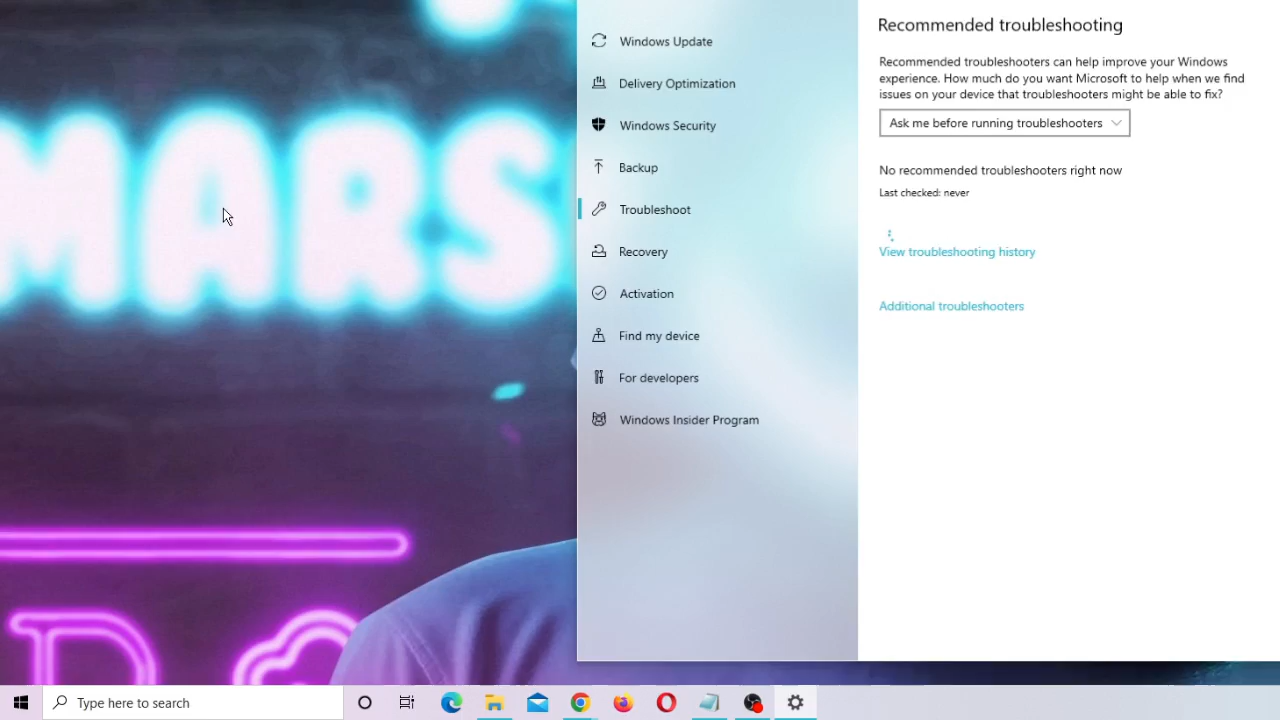 MARS
Windows Update
Delivery Optimization
Windows Security
Backup
Troubleshoot
Recovery
Activation
Find my device
For developers
Windows Insider Program
Recommended troubleshooting
Recommended troubleshooters can help improve your Windows
experience. How much do you want Microsoft to help when we find
issues on your device that troubleshooters might be able to fix?
Ask me before running troubleshooters
No recommended troubleshooters right now
Last checked: never
View troubleshooting history
Additional troubleshooters
Type here to search